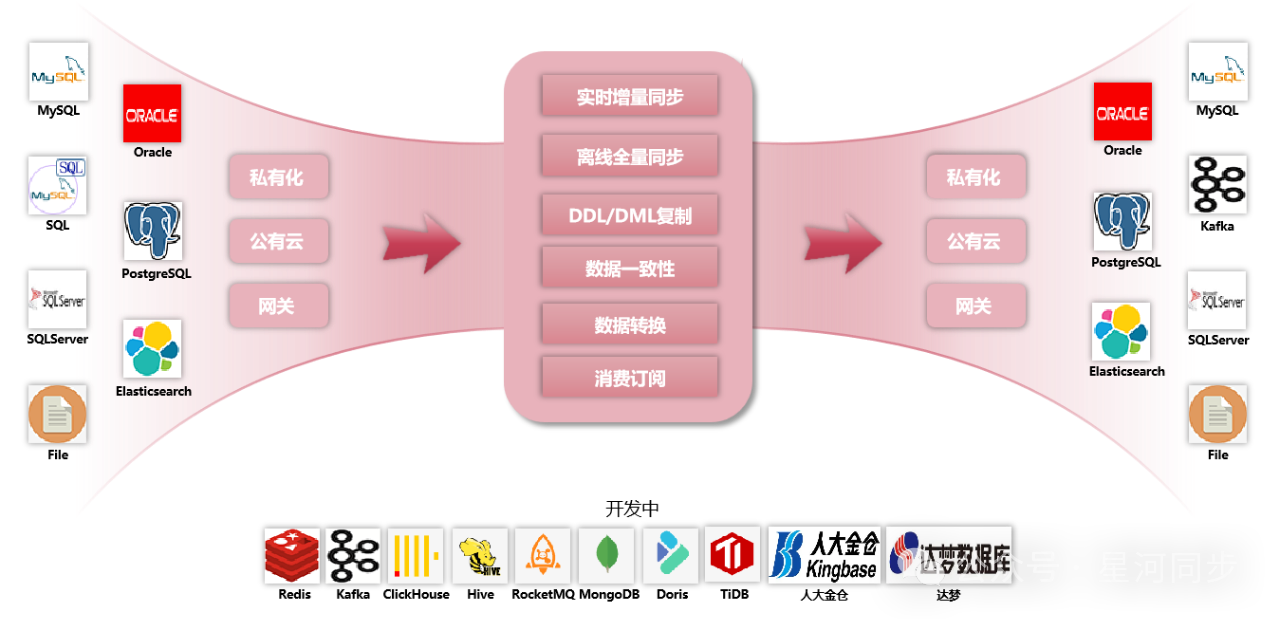 MySQL
MySQL
SQL
MySQL
SQL
Microsoft
SQLServer
SQLServer
File
ORACLE
Oracle
PostgreSQL
Elasticsearch
私有化
公有云
网关
实时增量同步
离线全量同步
DDL/DML复制
数据一致性
数据转换
消费订阅
私有化
公有云
网关
ORACLE
Oracle
PostgreSQL
Elasticsearch
MySQL
MySQL
Kafka
SQLServer
SQLServer
File
开发中
HIVE
人大金仓
Kingbase
达梦数据库
Redis
Kafka
ClickHouse
Hive
RocketMQ
MongoDB
Doris
TiDB
人大金仓
达梦
星河同步